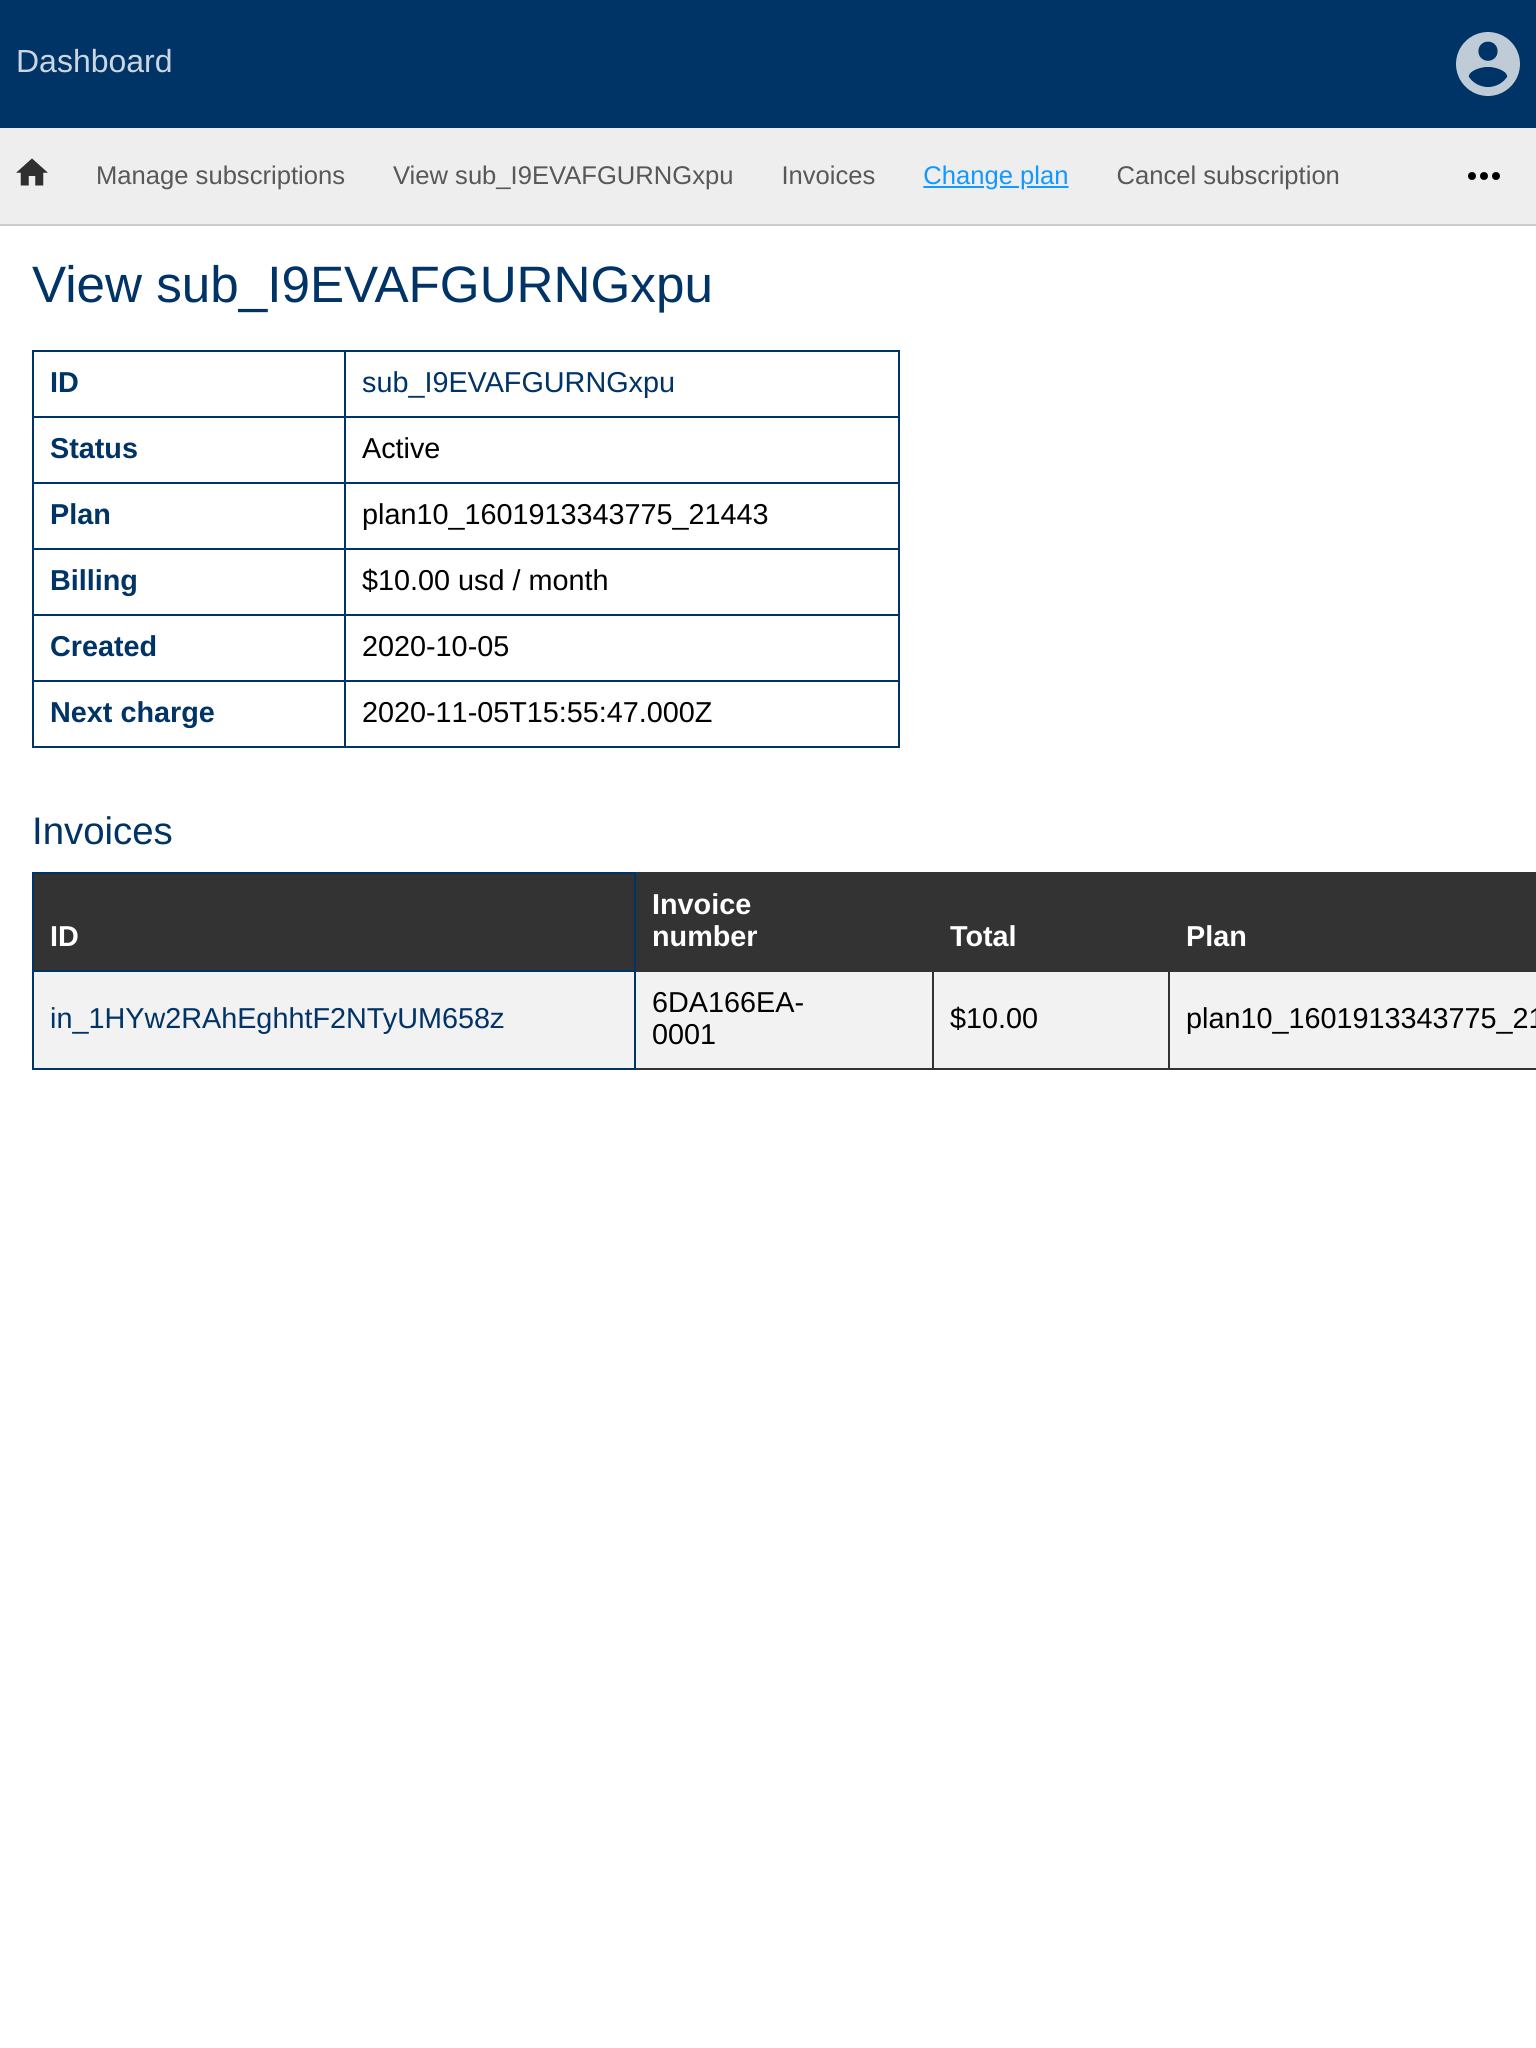 Dashboard
Manage subscriptions View sub_I9EVAFGURNGxpu Invoices Change plan Cancel subscription
View sub_I9EVAFGURNGxpu
ID sub_I9EVAFGURNGxpu
Status Active
Plan plan10_1601913343775_21443
Billing $10.00 usd / month
Created 2020-10-05
Next charge 2020-11-05T15:55:47.000Z
Invoices
ID Invoice number Total Plan
in_1HYw2RAhEghhtF2NTyUM658z 6DA166EA-0001 $10.00 plan10_1601913343775_21